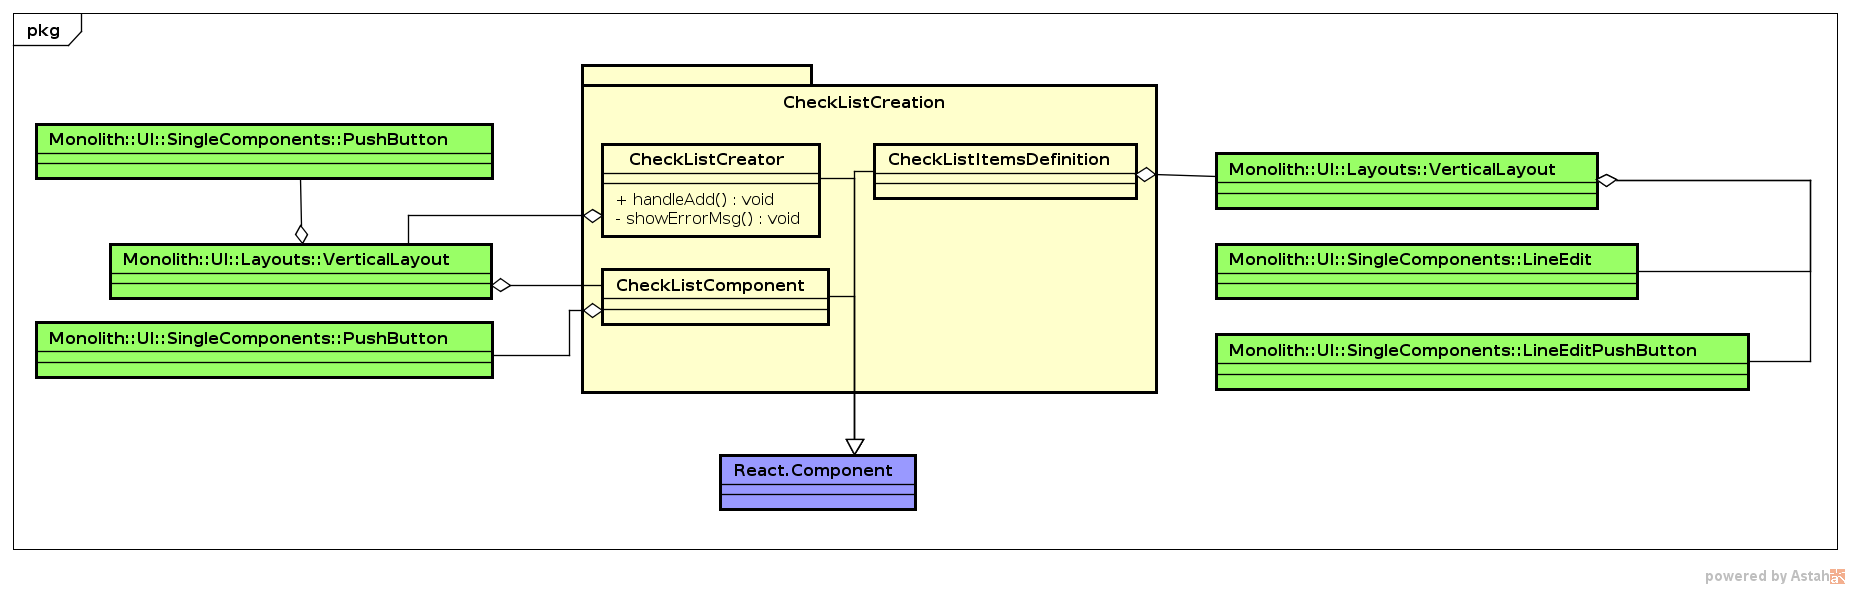 pkg
CheckListCreation
Monolith::UI::SingleComponents::PushButton
CheckListCreator
+ handleAdd() : void
- showErrorMsg() : void
CheckListItemsDefinition
Monolith::UI::Layouts::VerticalLayout
Monolith::UI::Layouts::VerticalLayout
CheckListComponent
Monolith::UI::SingleComponents::LineEdit
Monolith::UI::SingleComponents::PushButton
Monolith::UI::SingleComponents::LineEditPushButton
React.Component
powered by Astah